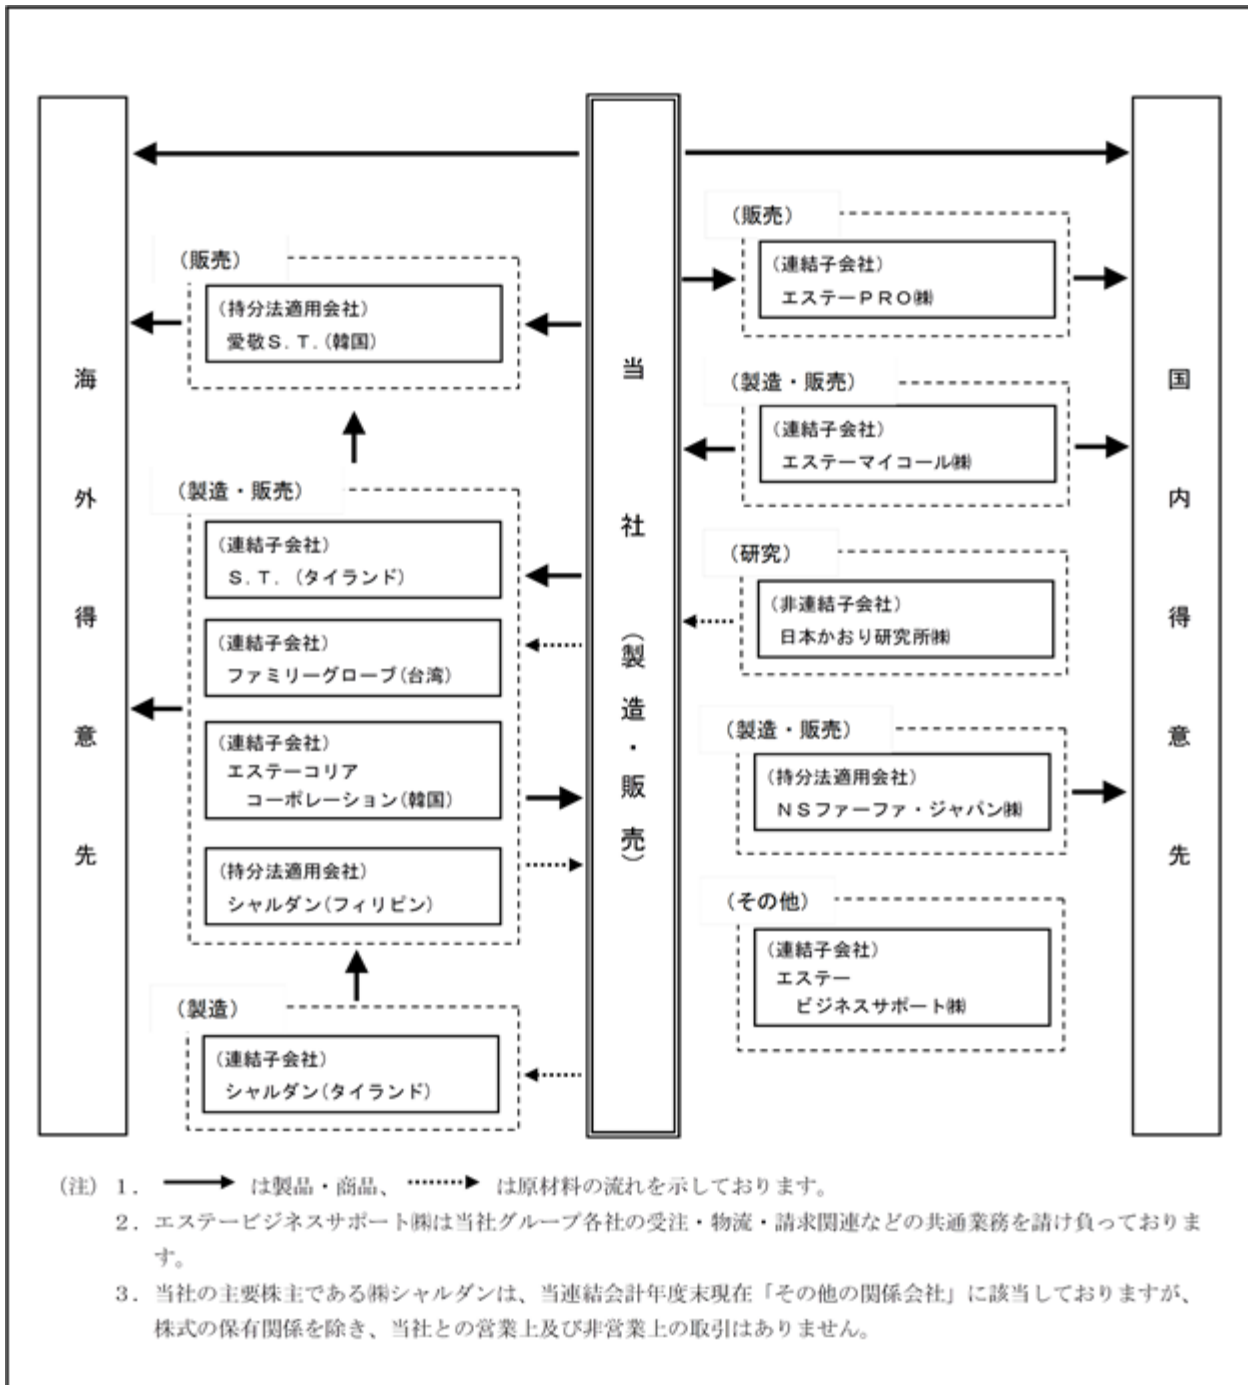 海外得意先
(販売)
(持分法適用会社)
愛敬S.T.(韓国)
(製造・販売)
(連結子会社)
S.T.(タイランド)
(連結子会社)
ファミリーグローブ(台湾)
(連結子会社)
エステーコリア
コーポレーション(韓国)
(持分法適用会社)
シャルダン(フィリピン)
(製造)
(連結子会社)
シャルダン(タイランド)
当社(製造・販売)
(販売)
(連結子会社)
エステーPRO㈱
(製造・販売)
(連結子会社)
エステーマイコール㈱
(研究)
(非連結子会社)
日本かおり研究所㈱
(製造・販売)
(持分法適用会社)
NSファーファ・ジャパン㈱
(その他)
(連結子会社)
エステー
ビジネスサポート㈱
国内得意先
(注) 1. は製品・商品、 は原材料の流れを示しております。
2. エステービジネスサポート㈱は当社グループ各社の受注・物流・請求関連などの共通業務を請け負っておりま
す。
3. 当社の主要株主である㈱シャルダンは、当連結会計年度末現在「その他の関係会社」に該当しておりますが、
株式の保有関係を除き、当社との営業上及び非営業上の取引はありません。